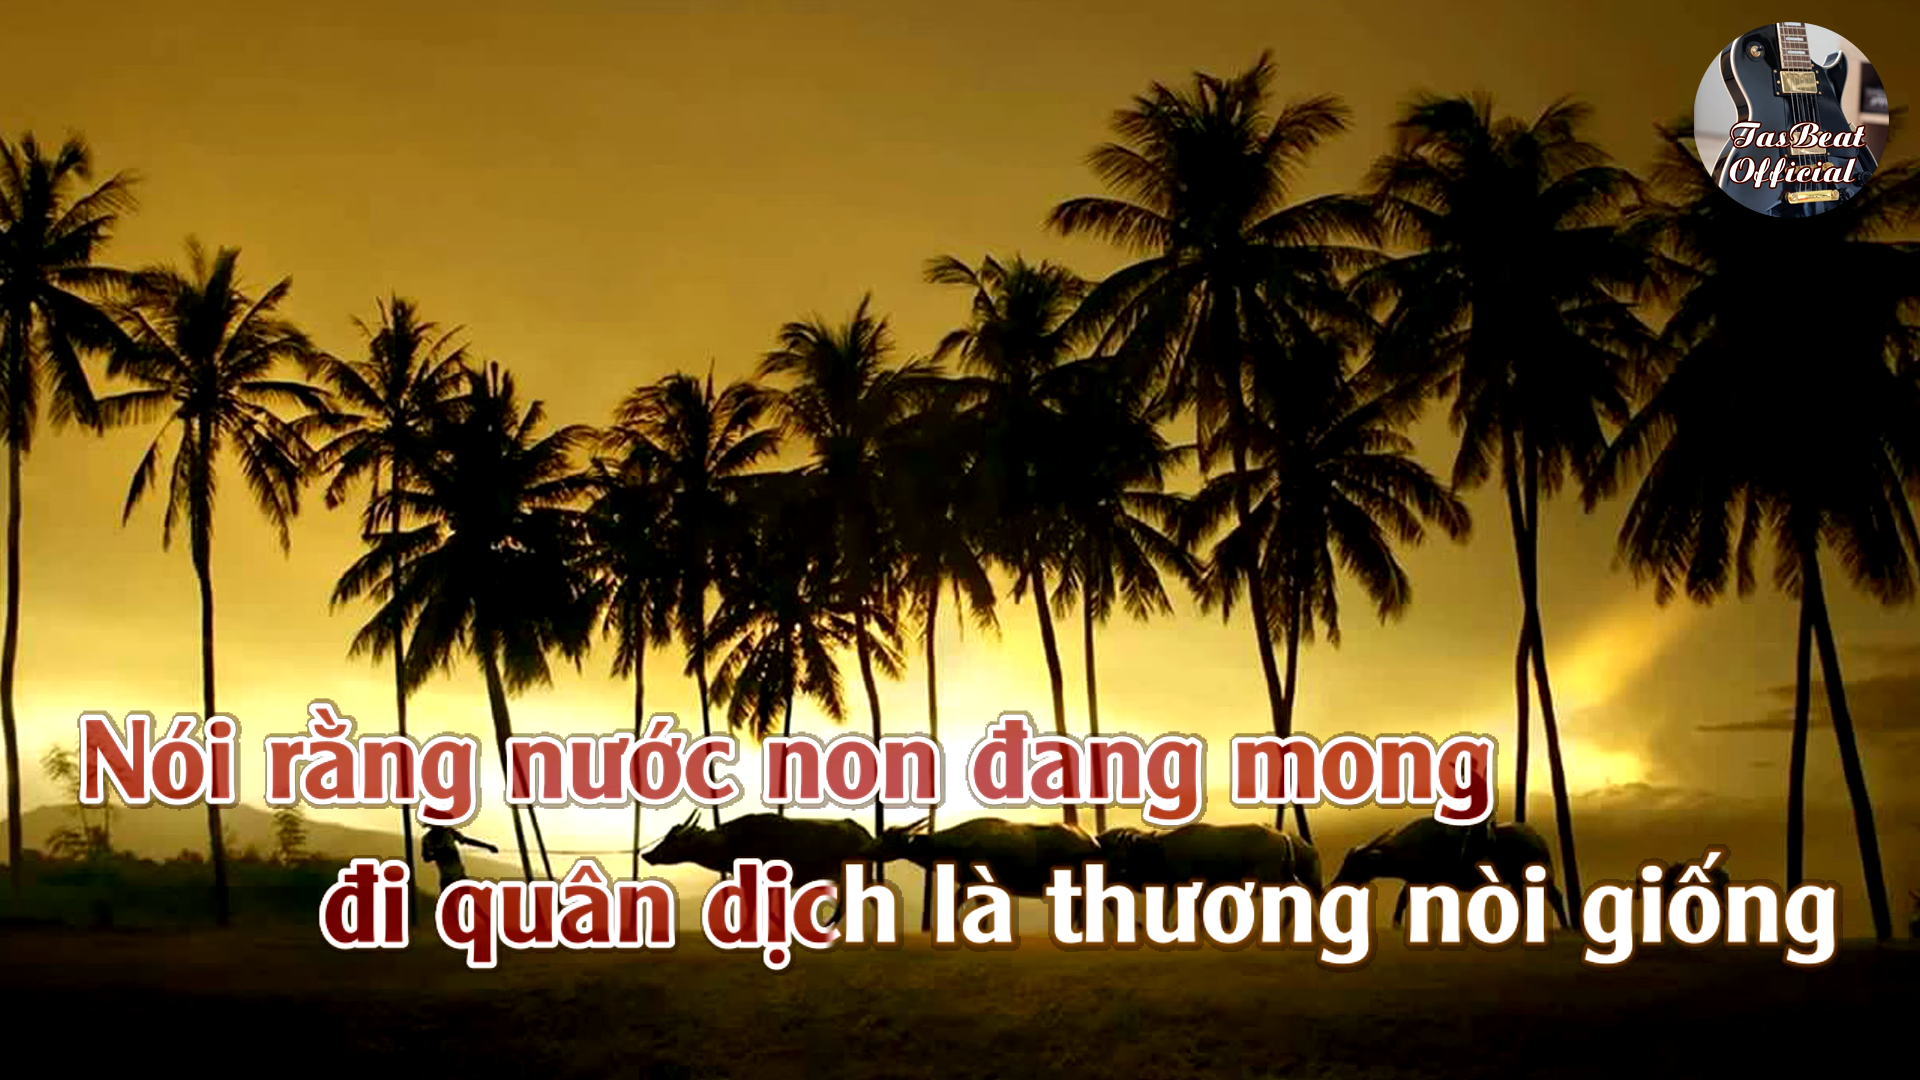 TasBeat
Official
Nói rằng nước non đang mong
đi quân dịch là thương nòi giống